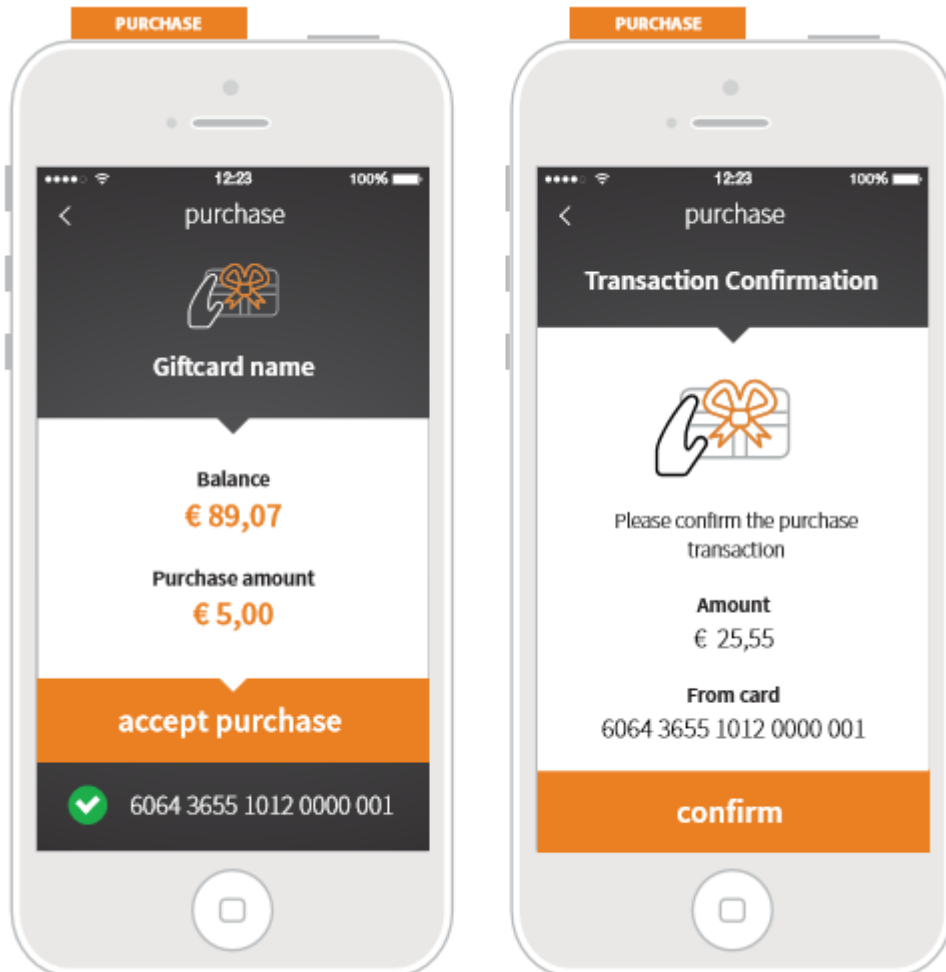 PURCHASE
12:23
100%
purchase
Giftcard name
Balance
€ 89,07
Purchase amount
€ 5,00
accept purchase
6064 3655 1012 0000 001
PURCHASE
12:23
100%
purchase
Transaction Confirmation
Please confirm the purchase
transaction
Amount
€ 25,55
From card
6064 3655 1012 0000 001
confirm